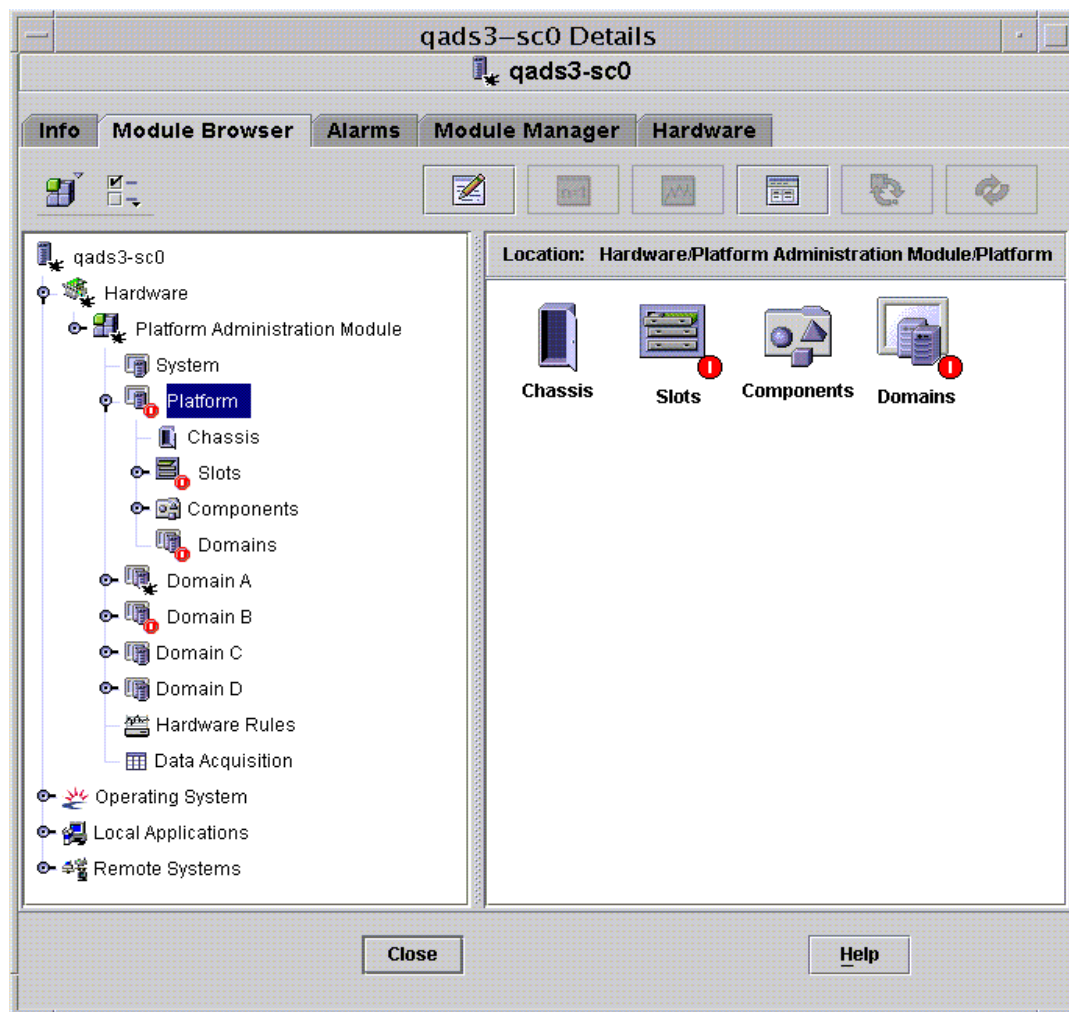 qads3-sc0 Details
qads3-sc0
Info Module Browser Alarms Module Manager Hardware
n=1
qads3-sc0
Hardware
Platform Administration Module
System
Platform
Chassis
Slots
Components
Domains
Domain A
Domain B
Domain C
Domain D
Hardware Rules
Data Acquisition
Operating System
Local Applications
Remote Systems
Location: Hardware/Platform Administration Module/Platform
Chassis Slots Components Domains
Close Help